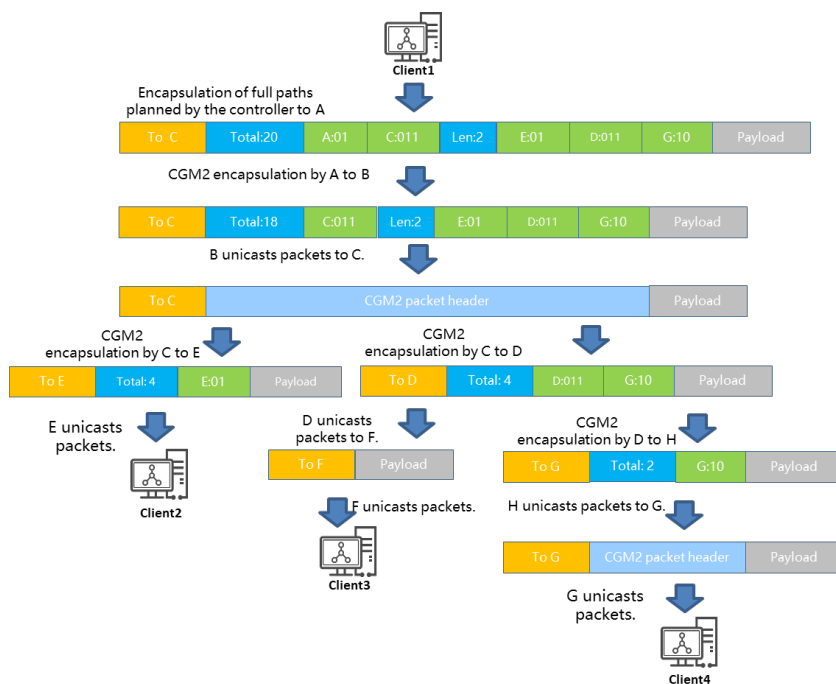 Client1
Encapsulation of full paths
planned by the controller to A
To C Total:20 A:01 C:011 Len:2 E:01 D:011 G:10 Payload
CGM2 encapsulation by A to B
To C Total:18 C:011 Len:2 E:01 D:011 G:10 Payload
B unicasts packets to C.
To C CGM2 packet header Payload
CGM2
encapsulation by C to E
CGM2
encapsulation by C to D
To E Total: 4 E:01 Payload
To D Total: 4 D:011 G:10 Payload
E unicasts
packets.
Client2
D unicasts
packets to F.
To F Payload
F unicasts packets.
Client3
CGM2
encapsulation by D to H
To G Total: 2 G:10 Payload
H unicasts packets to G.
To G CGM2 packet header Payload
G unicasts
packets.
Client4